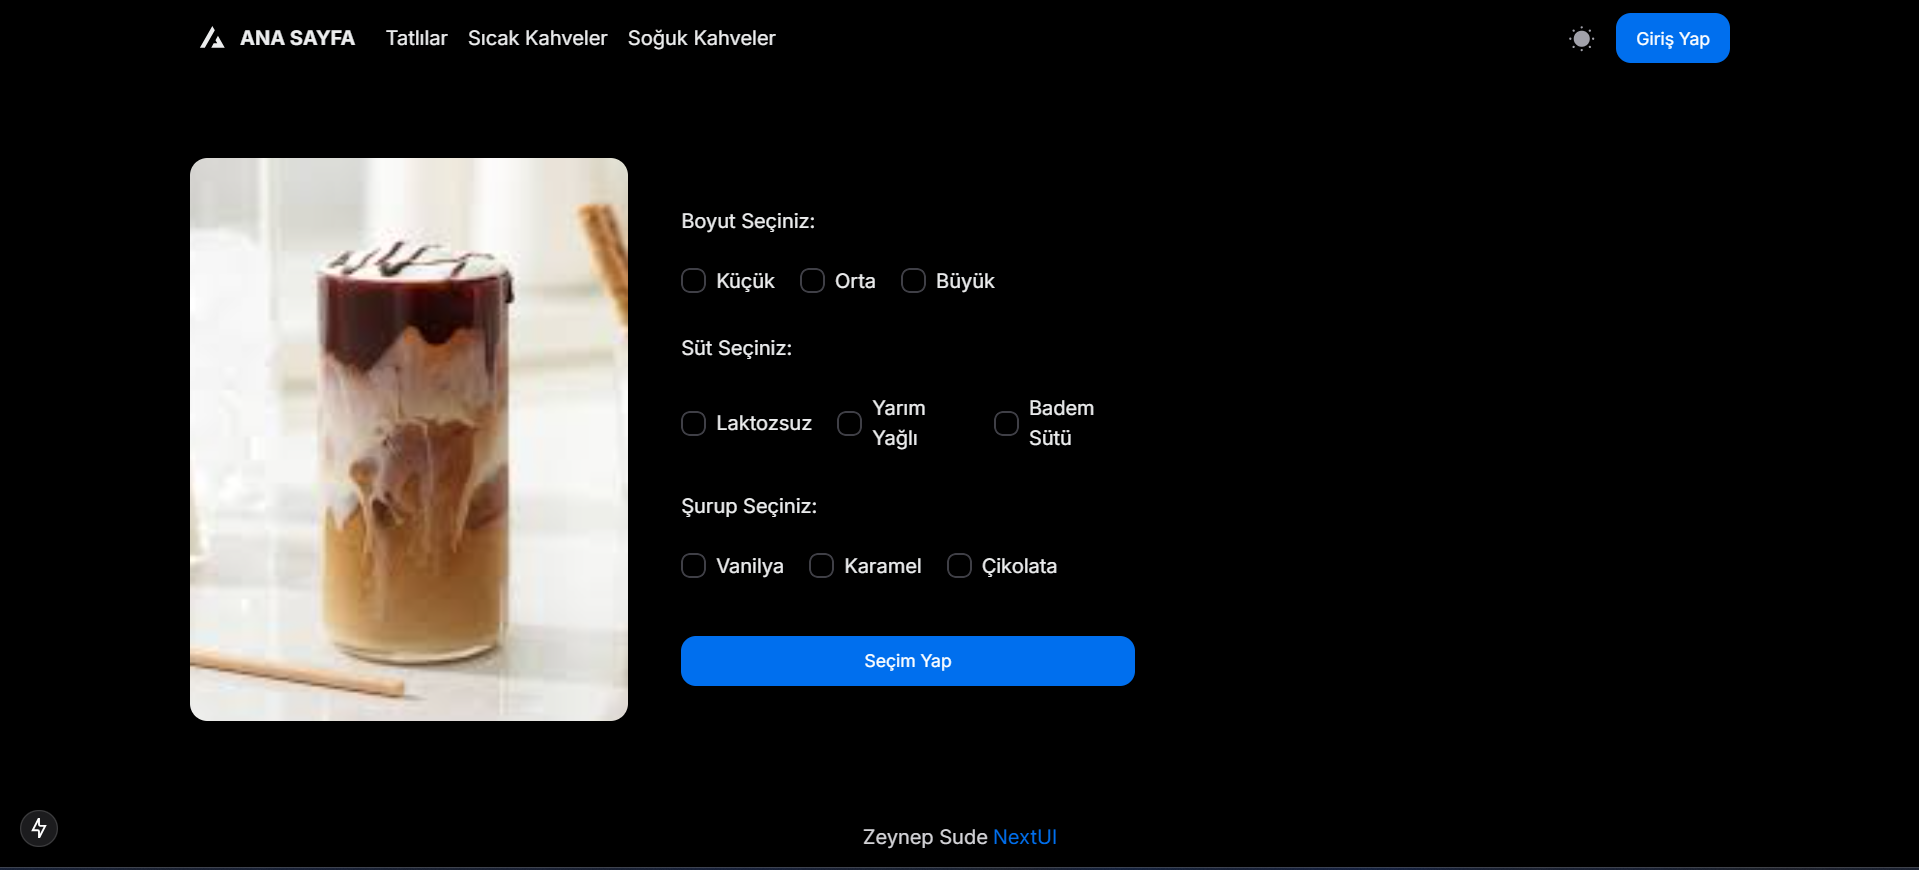 ANA SAYFA Tatlılar Sıcak Kahveler Soğuk Kahveler Giriş Yap
Boyut Seçiniz:
Küçük Orta Büyük
Süt Seçiniz:
Laktozsuz Yarım Yağlı Badem Sütü
Şurup Seçiniz:
Vanilya Karamel Çikolata
Seçim Yap
Zeynep Sude NextUI